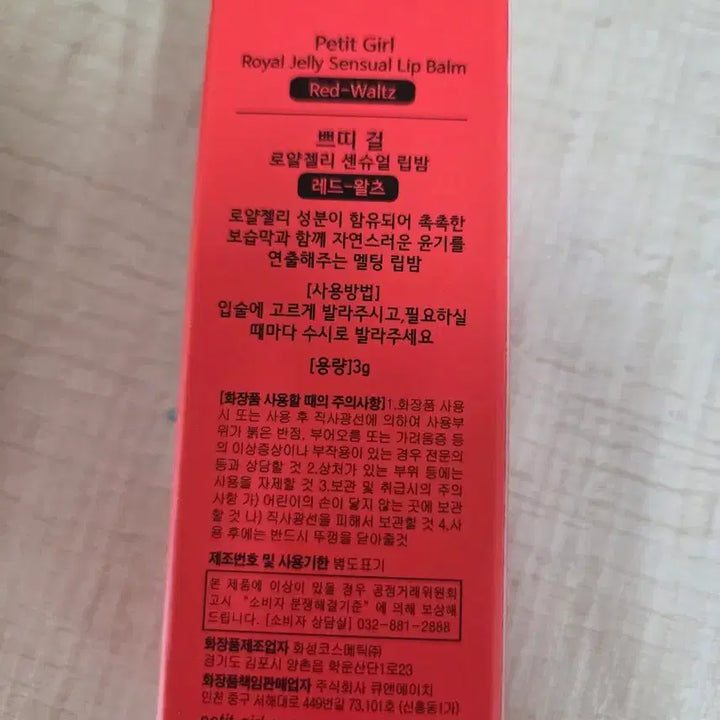 Petit Girl
Royal Jelly Sensual Lip Balm
Red-Waltz
쁘띠 걸
로얄젤리 센슈얼 립밤
레드-왈츠
로얄젤리 성분이 함유되어 촉촉한
보습막과 함께 자연스러운 윤기를
연출해주는 멜팅 립밤
[사용방법]
입술에 고르게 발라주시고,필요하실
때마다 수시로 발라주세요
[용량]3g
[화장품 사용할 때의 주의사항]1.화장품 사용
시 또는 사용 후 직사광선에 의하여 사용부
위가 붉은 반점, 부어오름 또는 가려움증 등
의 이상증상이나 부작용이 있는 경우 전문의
등과 상담할 것 2.상처가 있는 부위 등에는
사용을 자제할 것 3.보관 및 취급시의 주의
사항 가) 어린이의 손이 닿지 않는 곳에 보관
할 것 나) 직사광선을 피해서 보관할 것 4.사
용 후에는 반드시 뚜껑을 닫아줄것
제조번호 및 사용기한 별도표기
본 제품에 이상이 있을 경우 공정거래위원회
고시 "소비자 분쟁해결기준" 에 의해 보상해
드립니다. [소비자 상담실] 032-881-2888
화장품제조업자 화성코스메틱㈜
경기도 김포시 양촌읍 학운산단1로23
화장품책임판매업자 주식회사 큐앤에이치
인천 중구 서해대로 449번길 73,101호 (신흥동1가)
petit girl